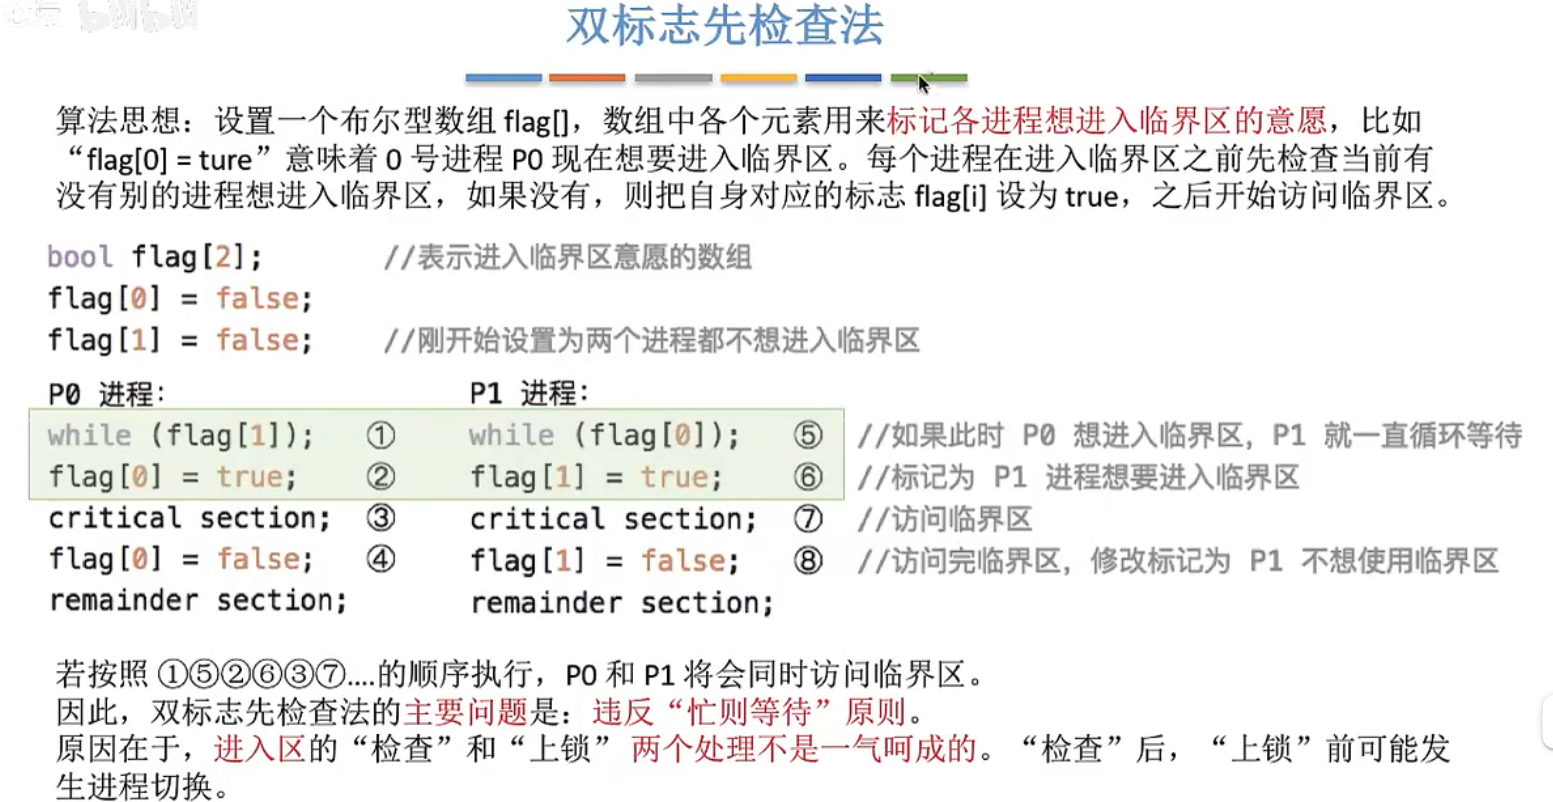 双标志先检查法
算法思想：设置一个布尔型数组 flag[]，数组中各个元素用来标记各进程想进入临界区的意愿，比如
“flag[0] = ture”意味着 0 号进程 P0 现在想要进入临界区。每个进程在进入临界区之前先检查当前有
没有别的进程想进入临界区，如果没有，则把自身对应的标志 flag[i] 设为 true，之后开始访问临界区。
bool flag[2]; //表示进入临界区意愿的数组
flag[0] = false;
flag[1] = false; //刚开始设置为两个进程都不想进入临界区
P0 进程： P1 进程：
while (flag[1]); ① while (flag[0]); ⑤ //如果此时 P0 想进入临界区，P1 就一直循环等待
flag[0] = true; ② flag[1] = true; ⑥ //标记为 P1 进程想要进入临界区
critical section; ③ critical section; ⑦ //访问临界区
flag[0] = false; ④ flag[1] = false; ⑧ //访问完临界区，修改标记为 P1 不想使用临界区
remainder section; remainder section;
若按照 ①⑤②⑥③⑦....的顺序执行，P0 和 P1 将会同时访问临界区。
因此，双标志先检查法的主要问题是：违反“忙则等待”原则。
原因在于，进入区的“检查”和“上锁” 两个处理不是一气呵成的。“检查”后，“上锁”前可能发
生进程切换。